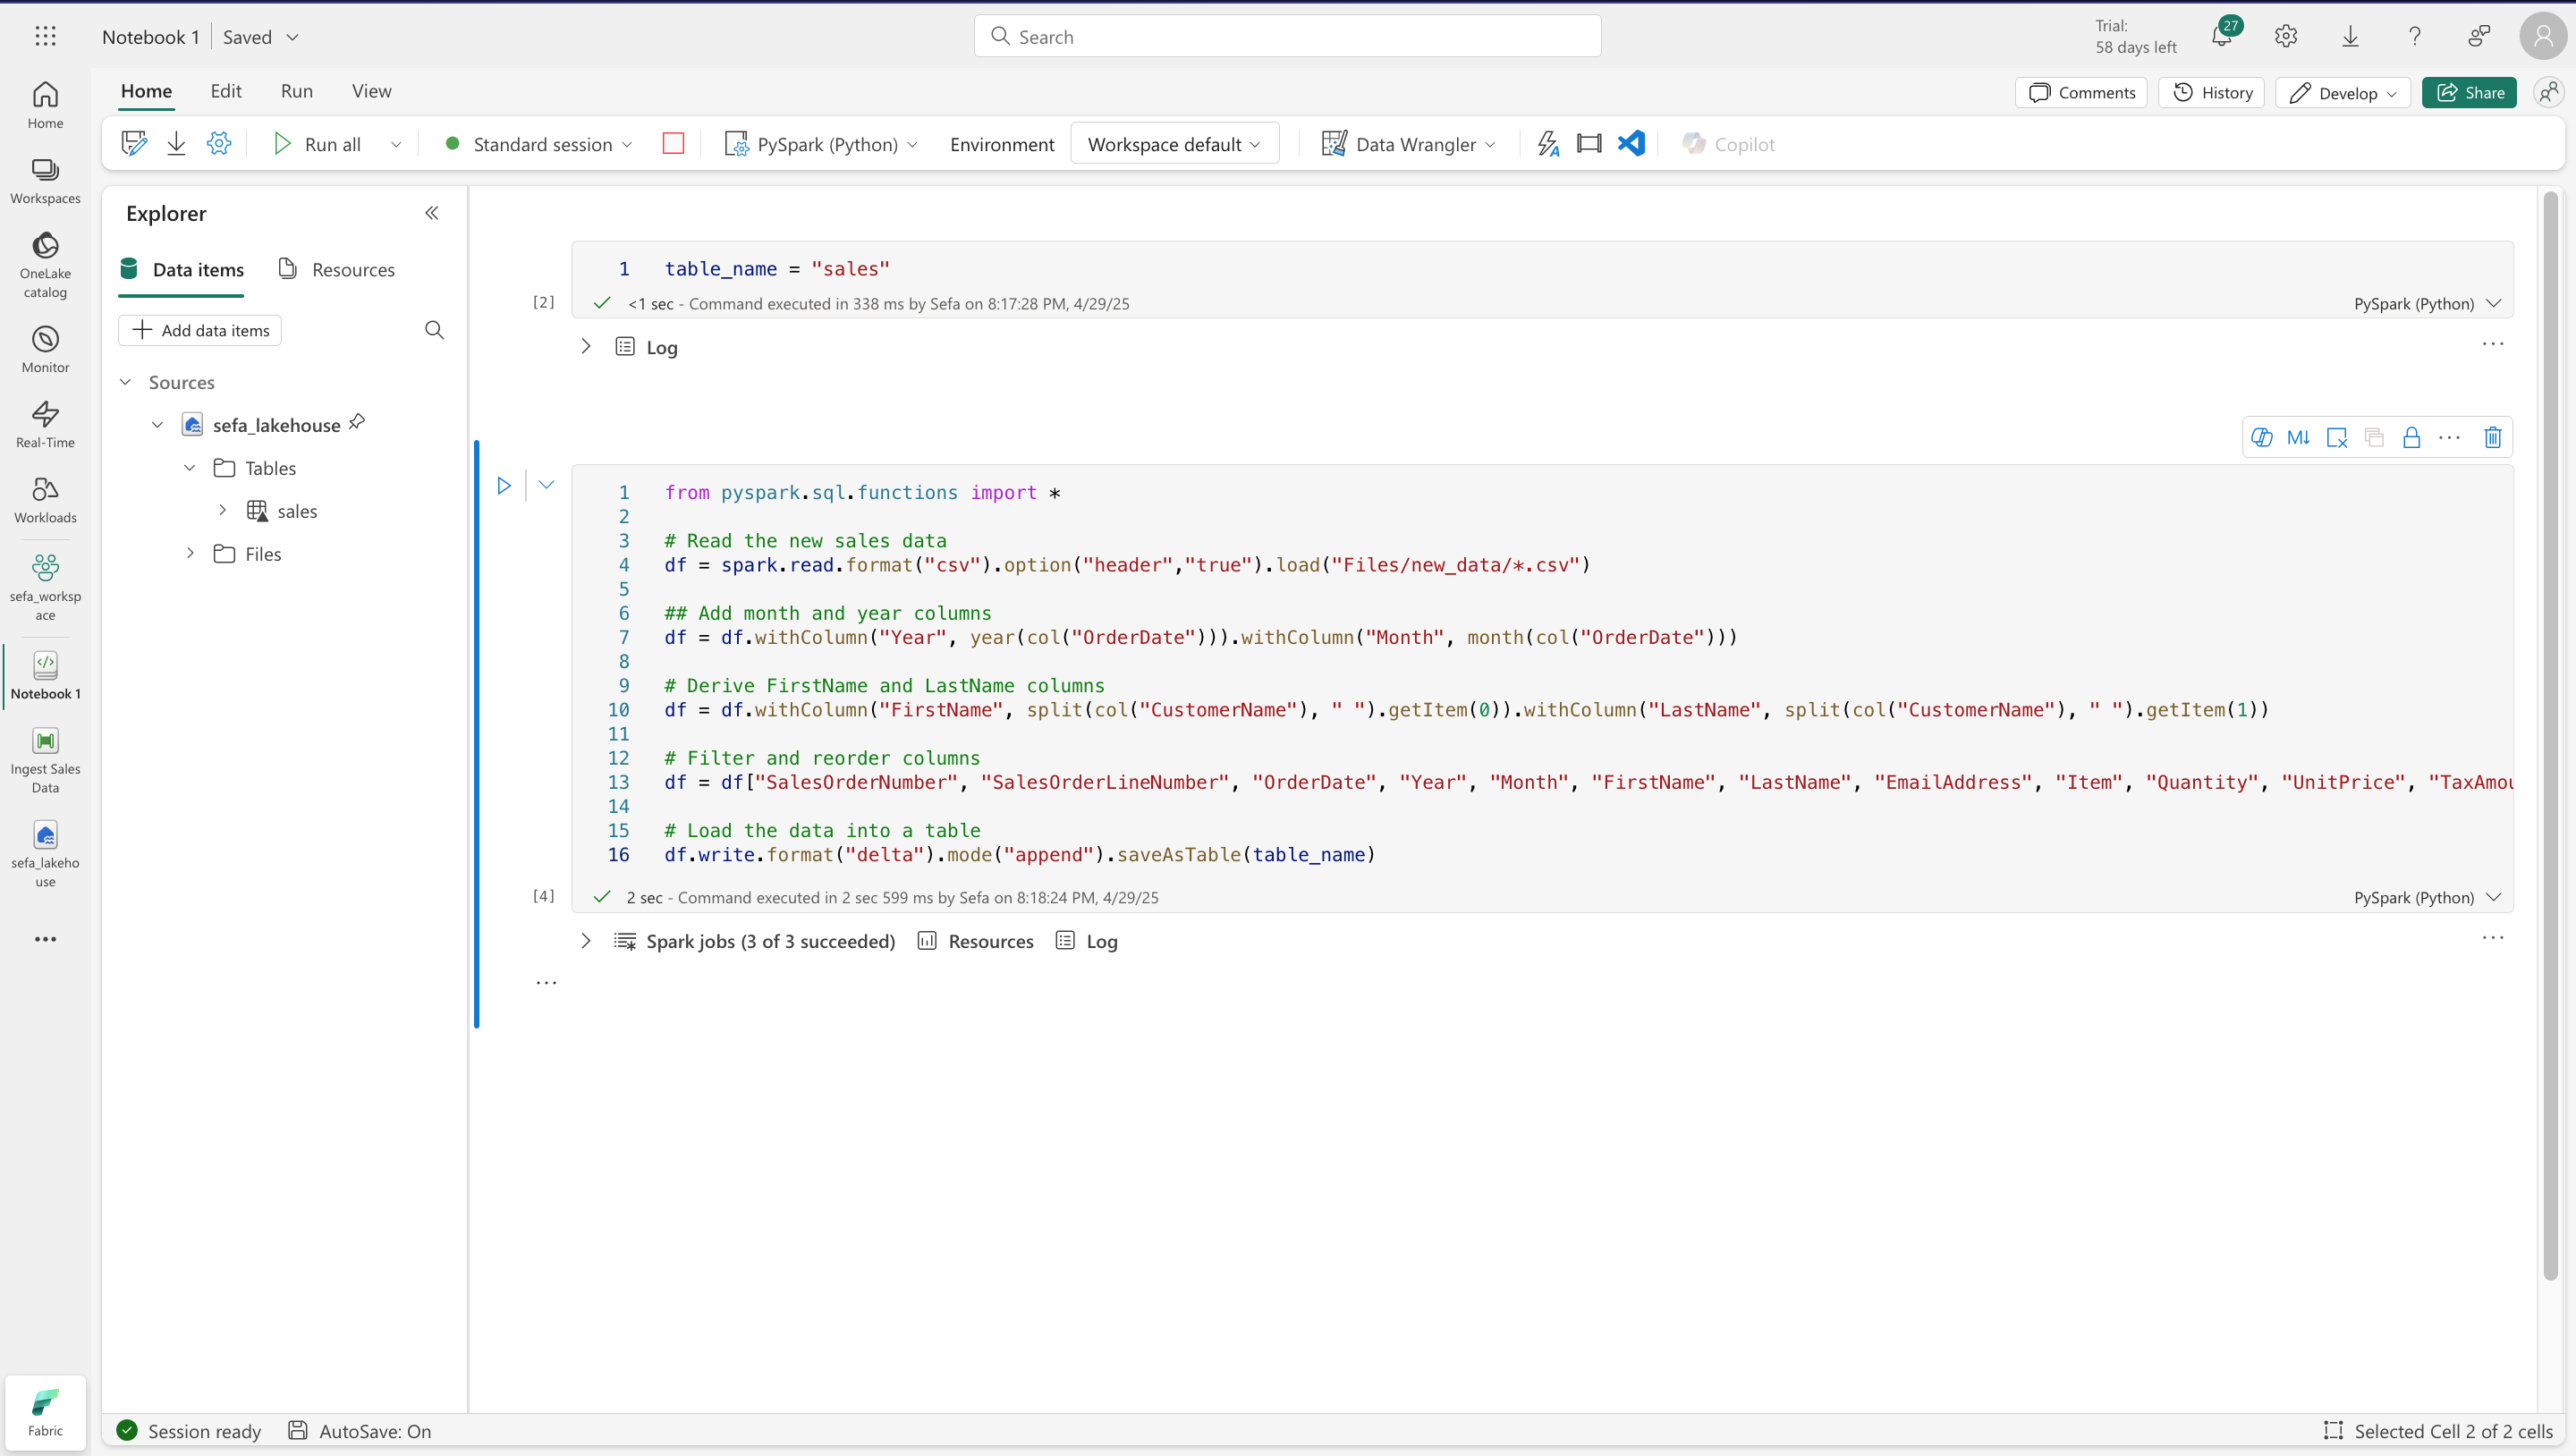 Notebook 1 | Saved
Search
Trial:
58 days left
27
Home
Edit
Run
View
Comments
History
Develop
Share
Run all
Standard session
PySpark (Python)
Environment
Workspace default
Data Wrangler
Copilot
Home
Workspaces
OneLake
catalog
Monitor
Real-Time
Workloads
sefa_worksp
ace
Notebook 1
Ingest Sales
Data
sefa_lakeho
use
Fabric
Explorer
Data items
Resources
Add data items
Sources
sefa_lakehouse
Tables
sales
Files
1 table_name = "sales"
[2] <1 sec - Command executed in 338 ms by Sefa on 8:17:28 PM, 4/29/25
PySpark (Python)
Log
M↓
1 from pyspark.sql.functions import *
2
3 # Read the new sales data
4 df = spark.read.format("csv").option("header","true").load("Files/new_data/*.csv")
5
6 ## Add month and year columns
7 df = df.withColumn("Year", year(col("OrderDate"))).withColumn("Month", month(col("OrderDate")))
8
9 # Derive FirstName and LastName columns
10 df = df.withColumn("FirstName", split(col("CustomerName"), " ").getItem(0)).withColumn("LastName", split(col("CustomerName"), " ").getItem(1))
11
12 # Filter and reorder columns
13 df = df["SalesOrderNumber", "SalesOrderLineNumber", "OrderDate", "Year", "Month", "FirstName", "LastName", "EmailAddress", "Item", "Quantity", "UnitPrice", "TaxAmou
14
15 # Load the data into a table
16 df.write.format("delta").mode("append").saveAsTable(table_name)
[4] 2 sec - Command executed in 2 sec 599 ms by Sefa on 8:18:24 PM, 4/29/25
PySpark (Python)
Spark jobs (3 of 3 succeeded)
Resources
Log
Session ready
AutoSave: On
Selected Cell 2 of 2 cells